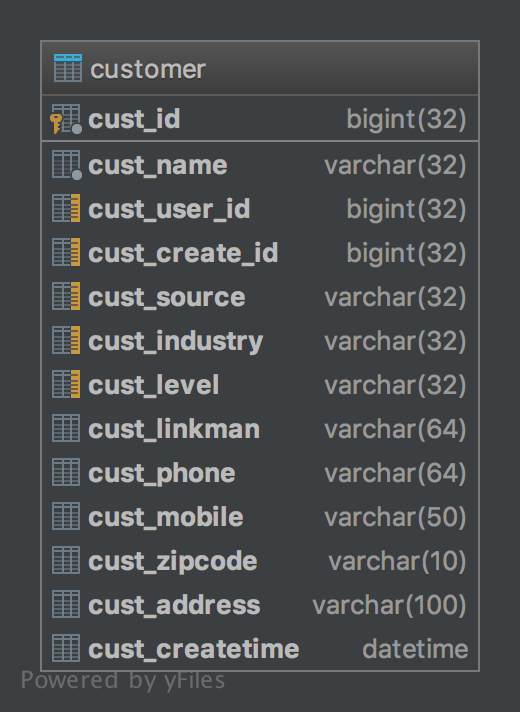 customer
cust_id bigint(32)
cust_name varchar(32)
cust_user_id bigint(32)
cust_create_id bigint(32)
cust_source varchar(32)
cust_industry varchar(32)
cust_level varchar(32)
cust_linkman varchar(64)
cust_phone varchar(64)
cust_mobile varchar(50)
cust_zipcode varchar(10)
cust_address varchar(100)
cust_createtime datetime
Powered by yFiles